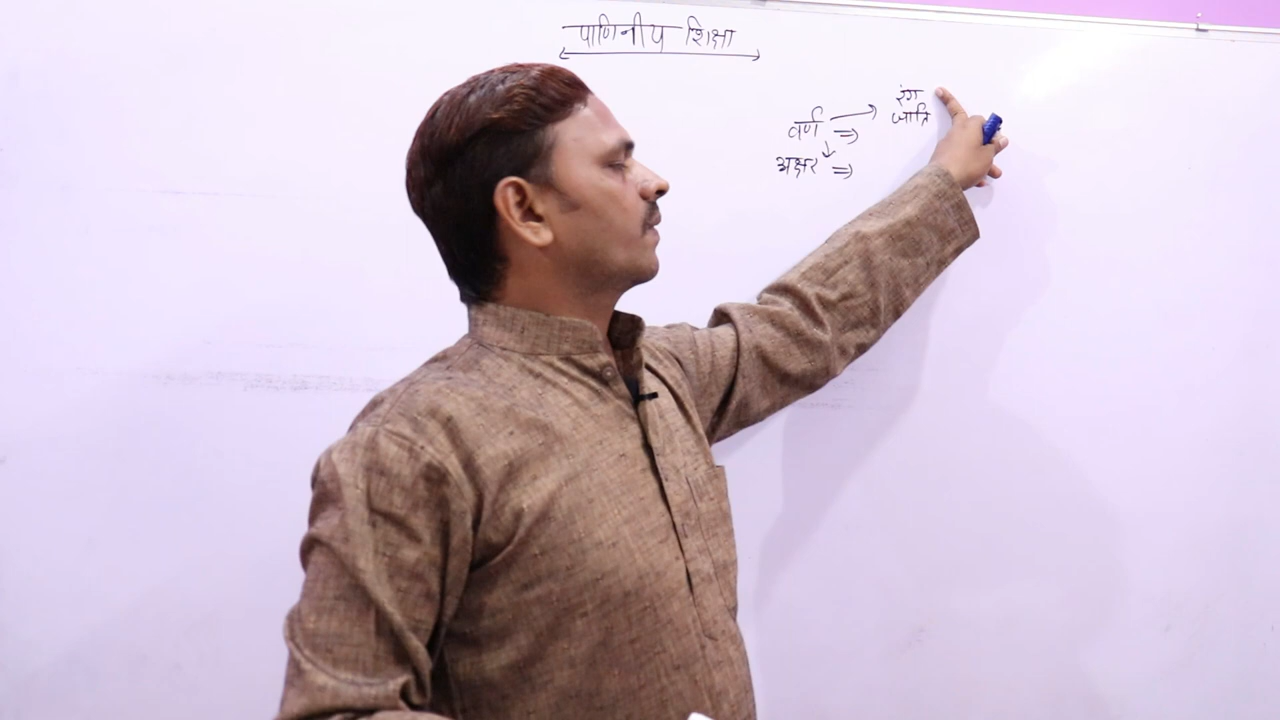 पाणिनीय शिक्षा
वर्ण → रंग
जाति
⇒
↓
अक्षर ⇒